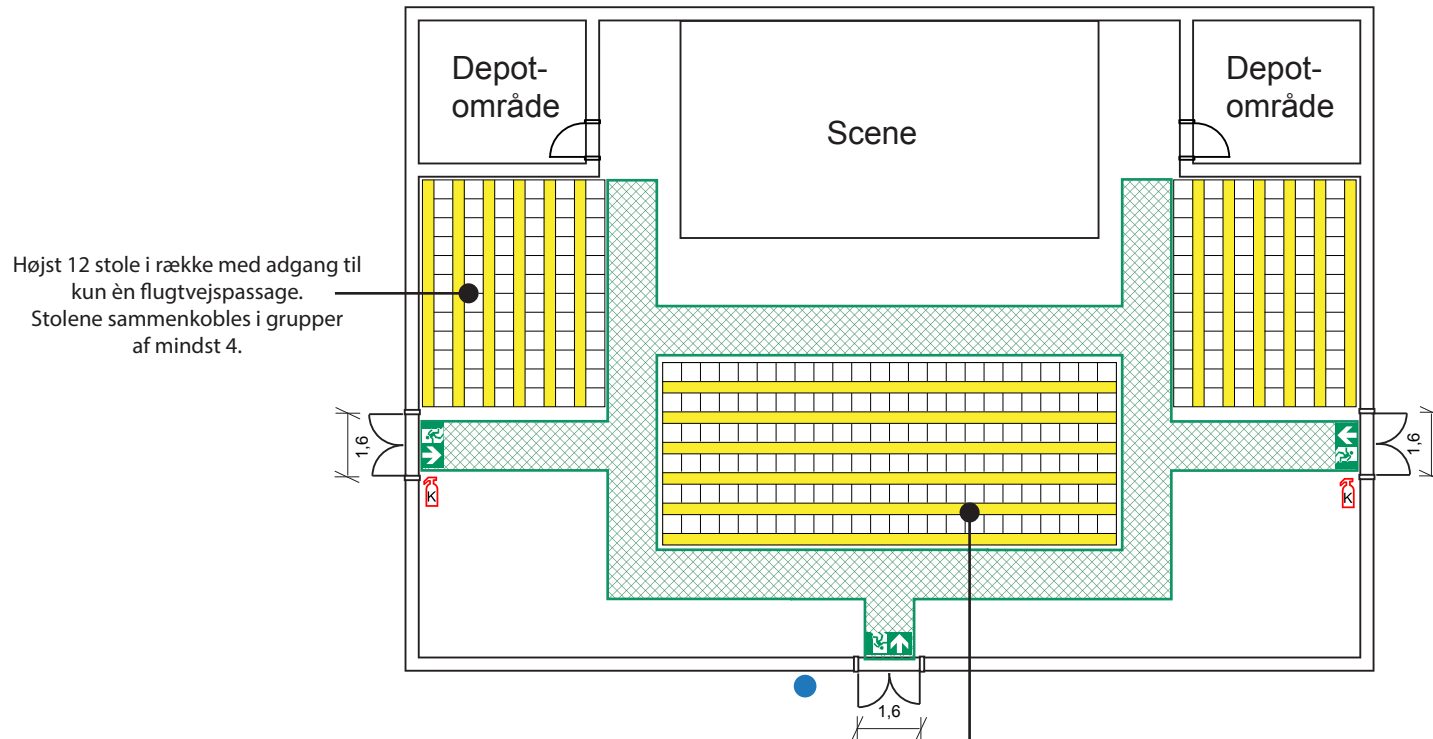 Depot-
område
Scene
Depot-
område
Højst 12 stole i række med adgang til
kun èn flugtvejspassage.
Stolene sammenkobles i grupper
af mindst 4.
1,6
1,6
K
K
1,6